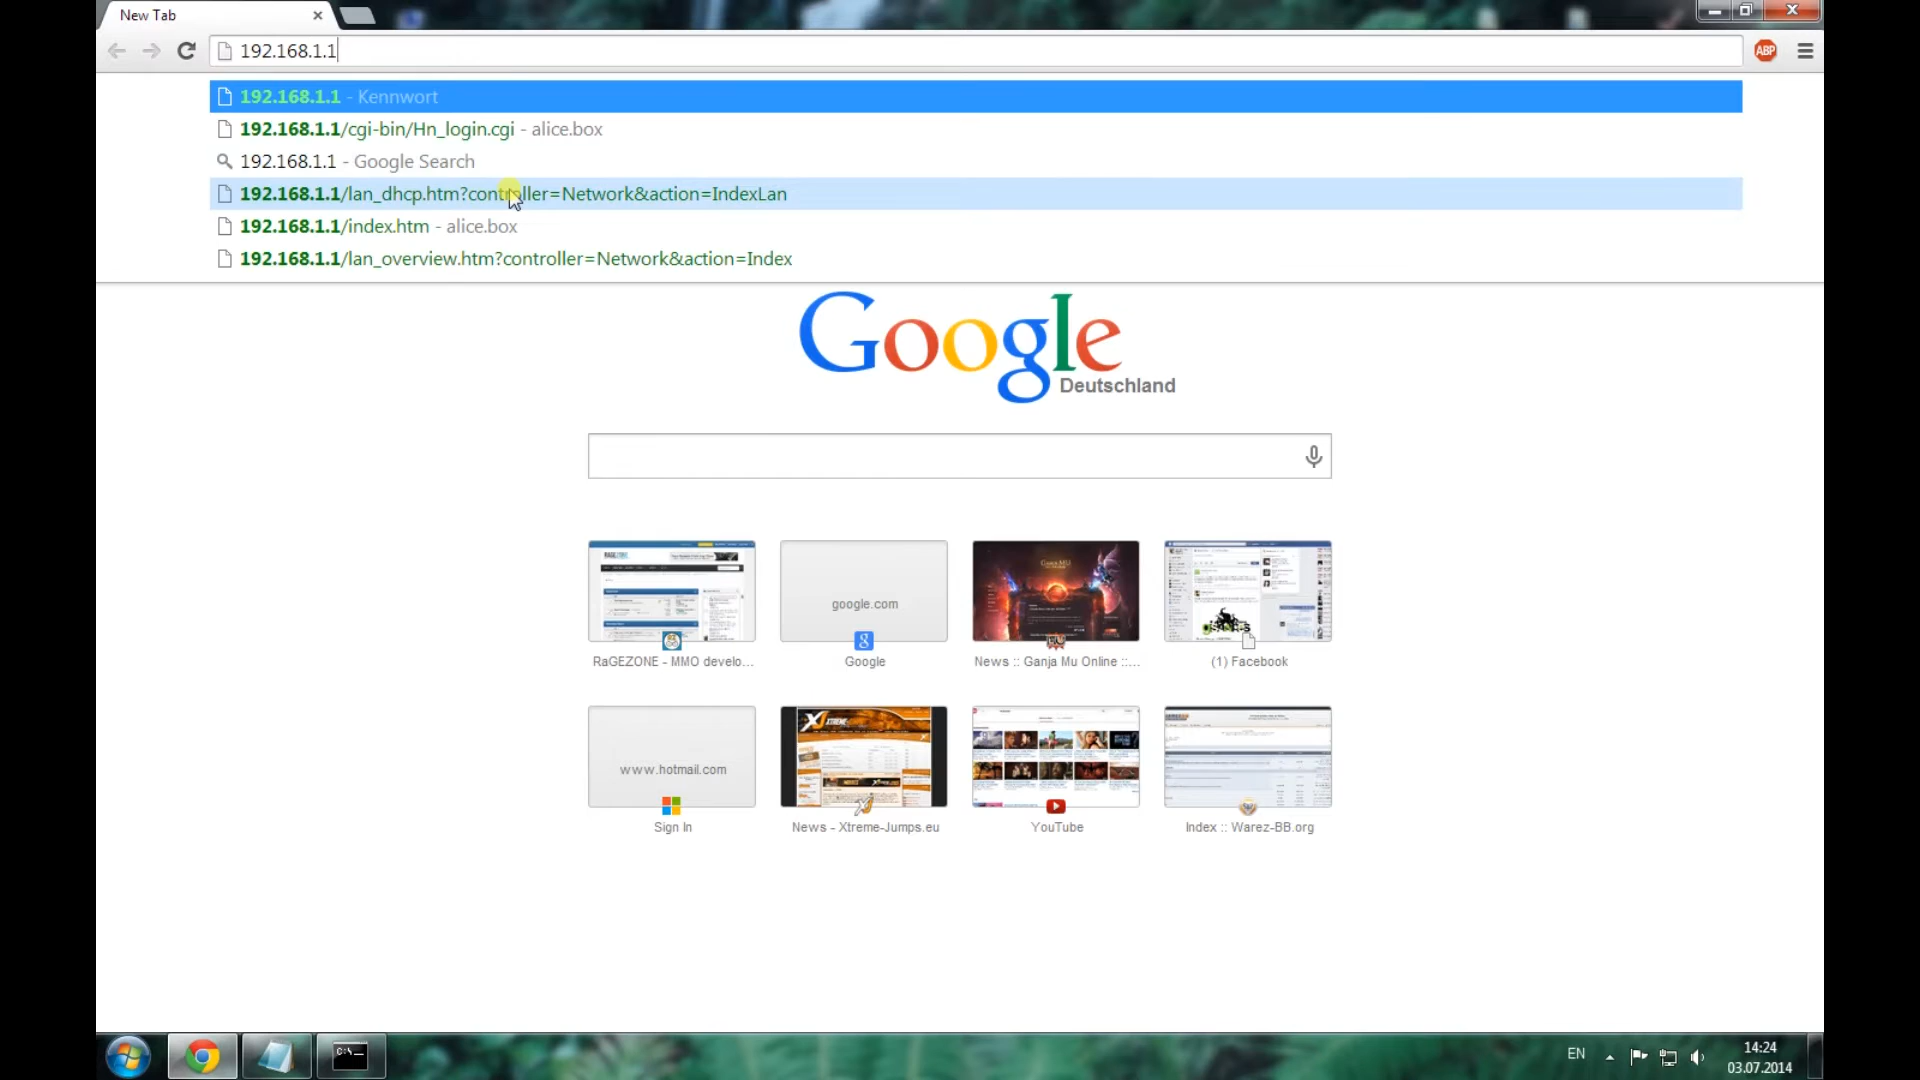 New Tab
192.168.1.1
ABP
192.168.1.1 - Kennwort
192.168.1.1/cgi-bin/Hn_login.cgi - alice.box
192.168.1.1 - Google Search
192.168.1.1/lan_dhcp.htm?controller=Network&action=IndexLan
192.168.1.1/index.htm - alice.box
192.168.1.1/lan_overview.htm?controller=Network&action=Index
Google
Deutschland
google.com
RaGEZONE - MMO develo...
Google
News :: Ganja Mu Online ::...
(1) Facebook
www.hotmail.com
Sign In
News - Xtreme-Jumps.eu
YouTube
Index :: Warez-BB.org
EN
14:24
03.07.2014